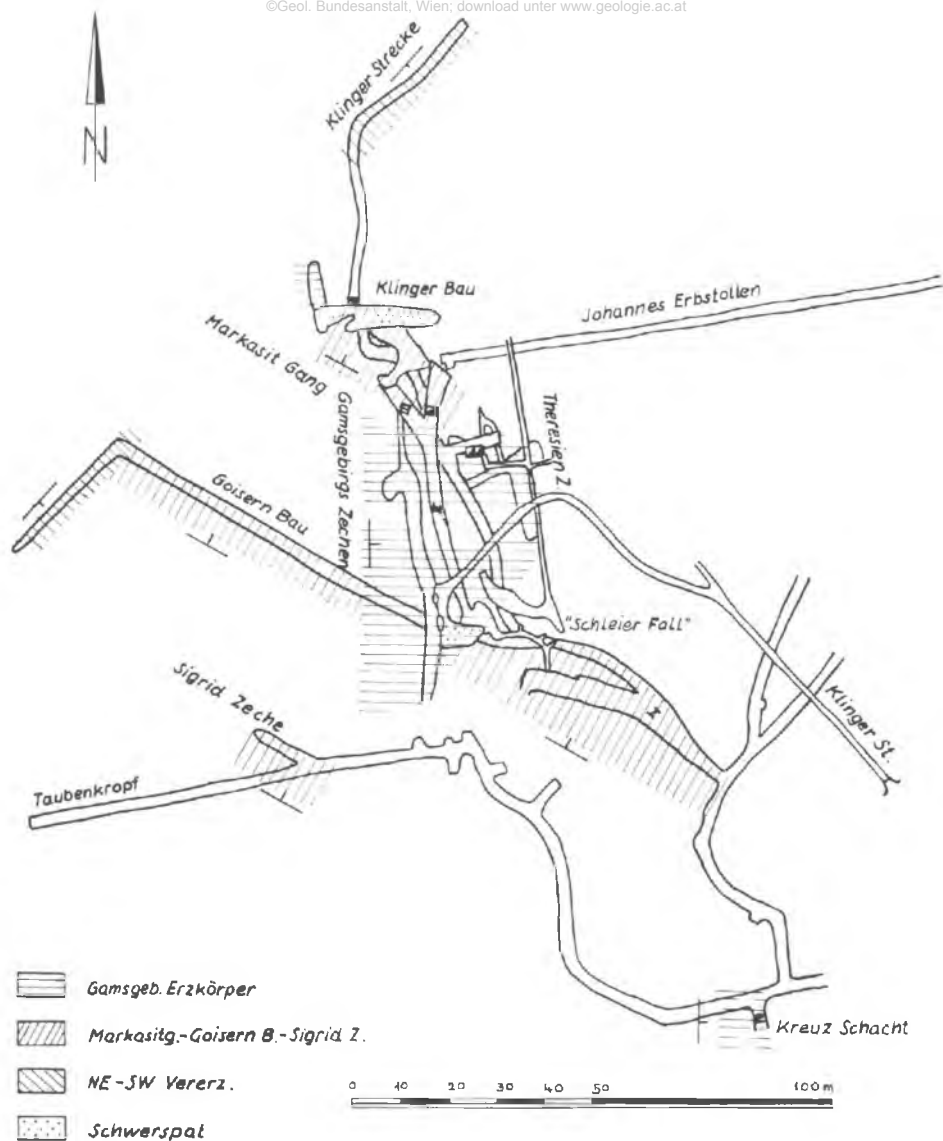 ©Geol. Bundesanstalt, Wien; download unter www.geologie.ac.at
N
Klinger Strecke
Klinger Bau
Johannes Erbstollen
Markasit Gang
Gamsgebirgs Zechen
Theresien Z
Goisern Bau
"Schleier Fall"
Sigrid Zeche
Klinger St.
Taubenkropf
Kreuz Schacht
Gamsgeb. Erzkörper
Markasitg.-Goisern B.-Sigrid Z.
NE-SW Vererz.
Schwerspat
0 10 20 30 40 50 100 m